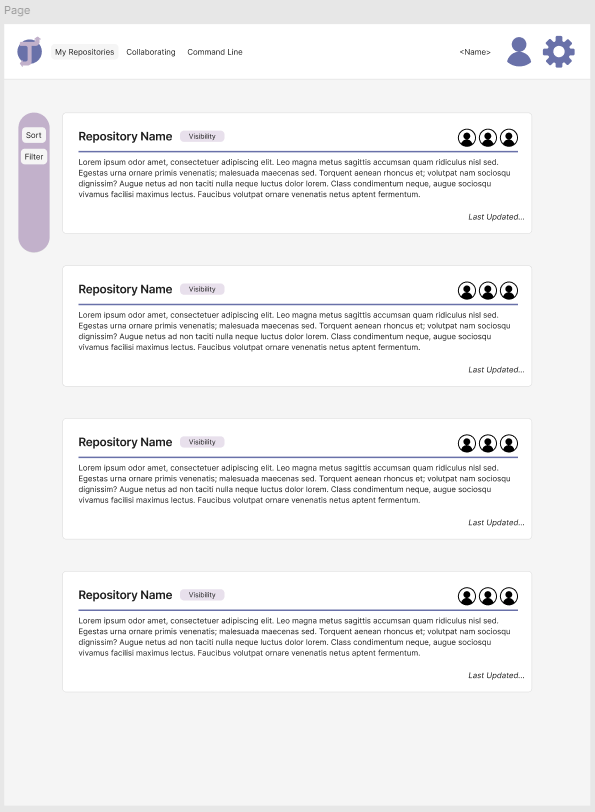 Page
My Repositories Collaborating Command Line <Name>
Sort
Filter
Repository Name Visibility
Lorem ipsum odor amet, consectetuer adipiscing elit. Leo magna metus sagittis accumsan quam ridiculus nisl sed.
Egestas urna ornare primis venenatis; malesuada maecenas sed. Torquent aenean rhoncus et; volutpat nam sociosqu
dignissim? Augue netus ad non taciti nulla neque luctus dolor lorem. Class condimentum neque, augue sociosqu
vivamus facilisi maximus lectus. Faucibus volutpat ornare venenatis netus aptent fermentum.
Last Updated...
Repository Name Visibility
Lorem ipsum odor amet, consectetuer adipiscing elit. Leo magna metus sagittis accumsan quam ridiculus nisl sed.
Egestas urna ornare primis venenatis; malesuada maecenas sed. Torquent aenean rhoncus et; volutpat nam sociosqu
dignissim? Augue netus ad non taciti nulla neque luctus dolor lorem. Class condimentum neque, augue sociosqu
vivamus facilisi maximus lectus. Faucibus volutpat ornare venenatis netus aptent fermentum.
Last Updated...
Repository Name Visibility
Lorem ipsum odor amet, consectetuer adipiscing elit. Leo magna metus sagittis accumsan quam ridiculus nisl sed.
Egestas urna ornare primis venenatis; malesuada maecenas sed. Torquent aenean rhoncus et; volutpat nam sociosqu
dignissim? Augue netus ad non taciti nulla neque luctus dolor lorem. Class condimentum neque, augue sociosqu
vivamus facilisi maximus lectus. Faucibus volutpat ornare venenatis netus aptent fermentum.
Last Updated...
Repository Name Visibility
Lorem ipsum odor amet, consectetuer adipiscing elit. Leo magna metus sagittis accumsan quam ridiculus nisl sed.
Egestas urna ornare primis venenatis; malesuada maecenas sed. Torquent aenean rhoncus et; volutpat nam sociosqu
dignissim? Augue netus ad non taciti nulla neque luctus dolor lorem. Class condimentum neque, augue sociosqu
vivamus facilisi maximus lectus. Faucibus volutpat ornare venenatis netus aptent fermentum.
Last Updated...